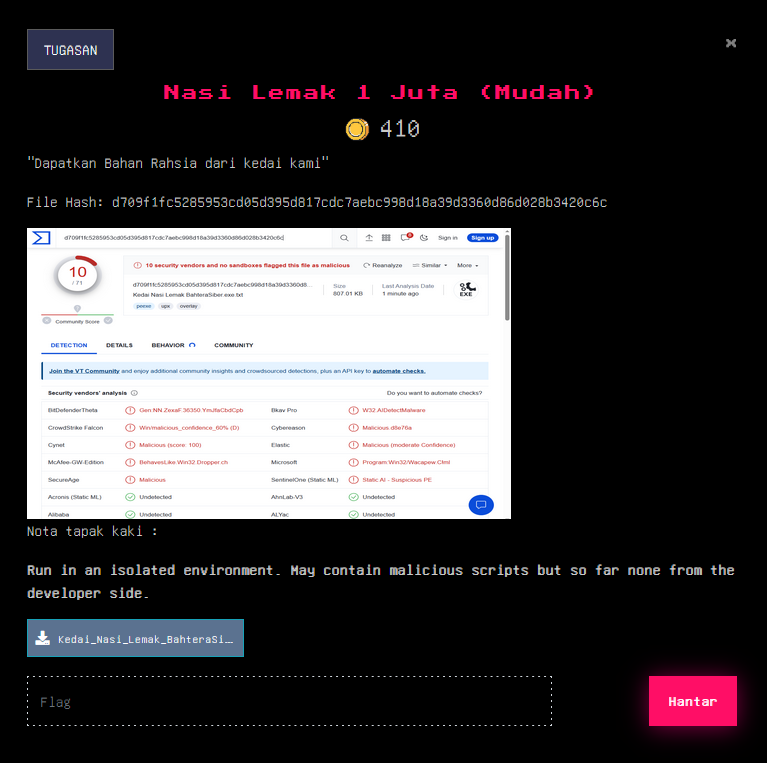 TUGASAN
×
Nasi Lemak 1 Juta (Mudah)
410
"Dapatkan Bahan Rahsia dari kedai kami"
File Hash: d709f1fc5285953cd05d395d817cdc7aebc998d18a39d3360d86d028b3420c6c
d709f1fc5285953cd05d395d817cdc7aebc998d18a39d3360d86d028b3420c6c
6
Sign in
Sign up
10
/ 71
Community Score
10 security vendors and no sandboxes flagged this file as malicious
Reanalyze
Similar
More
d709f1fc5285953cd05d395d817cdc7aebc998d18a39d3360d8...
Kedai Nasi Lemak BahteraSiber.exe.txt
peexe
upx
overlay
Size
607.01 KB
Last Analysis Date
1 minute ago
EXE
DETECTION
DETAILS
BEHAVIOR
COMMUNITY
Join the VT Community and enjoy additional community insights and crowdsourced detections, plus an API key to automate checks.
Security vendors' analysis
Do you want to automate checks?
BitDefenderTheta
Gen:NN.ZexaF.36350.YmJfaCbdCpb
Bkav Pro
W32.AIDetectMalware
CrowdStrike Falcon
Win/malicious_confidence_60% (D)
Cybereason
Malicious.d8e76a
Cynet
Malicious (score: 100)
Elastic
Malicious (moderate Confidence)
McAfee-GW-Edition
BehavesLike.Win32.Dropper.ch
Microsoft
Program:Win32/Wacapew.C!ml
SecureAge
Malicious
SentinelOne (Static ML)
Static AI - Suspicious PE
Acronis (Static ML)
Undetected
AhnLab-V3
Undetected
Alibaba
Undetected
ALYac
Undetected
Nota tapak kaki :
Run in an isolated environment. May contain malicious scripts but so far none from the
developer side.
Kedai_Nasi_Lemak_BahteraSi...
Flag
Hantar